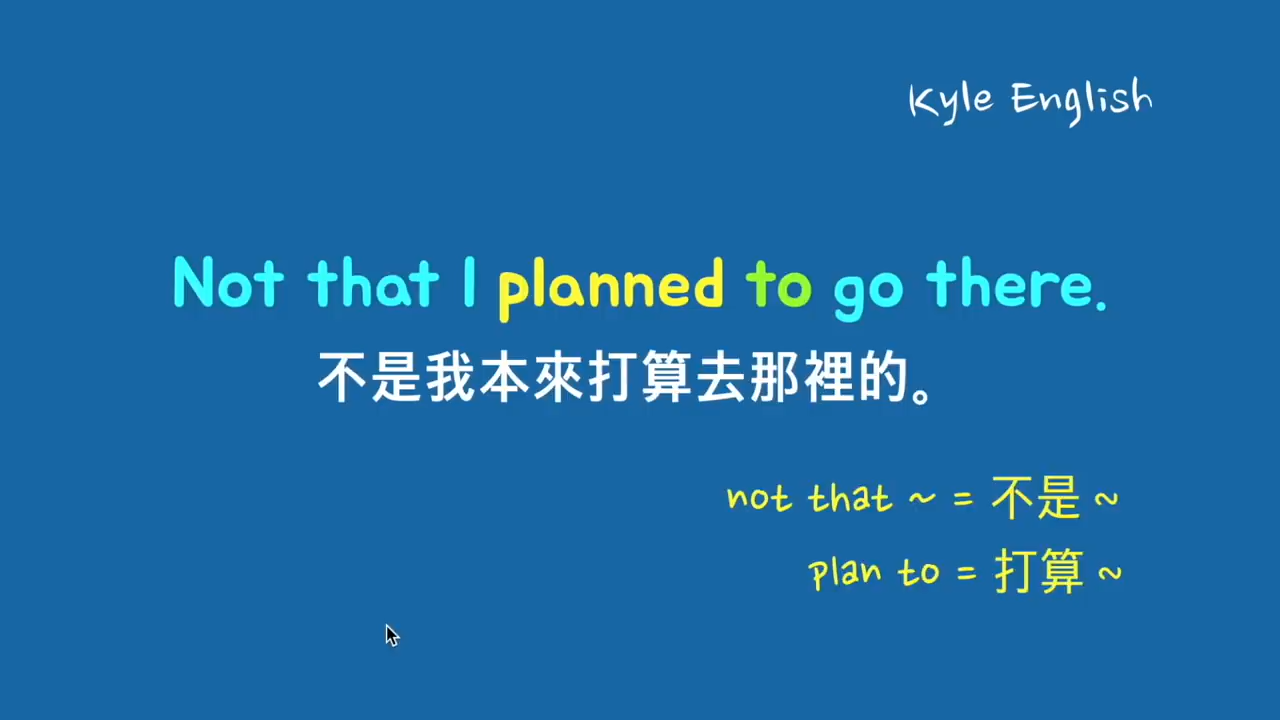 Kyle English
Not that I planned to go there.
不是我本來打算去那裡的。
not that ~ = 不是 ~
plan to = 打算 ~